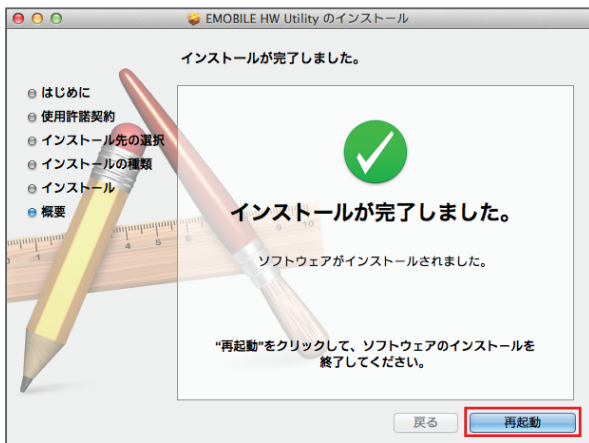 EMOBILE HW Utility のインストール
インストールが完了しました。
はじめに
使用許諾契約
インストール先の選択
インストールの種類
インストール
概要
インストールが完了しました。
ソフトウェアがインストールされました。
“再起動”をクリックして、ソフトウェアのインストールを
終了してください。
戻る
再起動